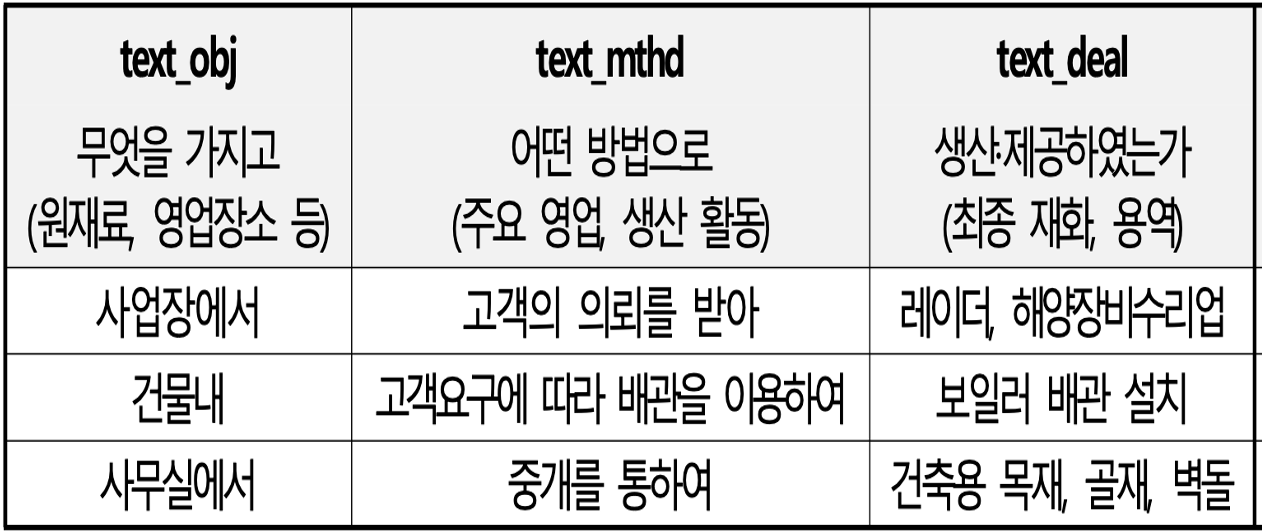 text_obj text_mthd text_deal
무엇을 가지고 어떤 방법으로 생산·제공하였는가
(원재료, 영업장소 등) (주요 영업, 생산 활동) (최종 재화, 용역)
사업장에서 고객의 의뢰를 받아 레이더, 해양장비수리업
건물내 고객요구에 따라 배관을 이용하여 보일러 배관 설치
사무실에서 중개를 통하여 건축용 목재, 골재, 벽돌